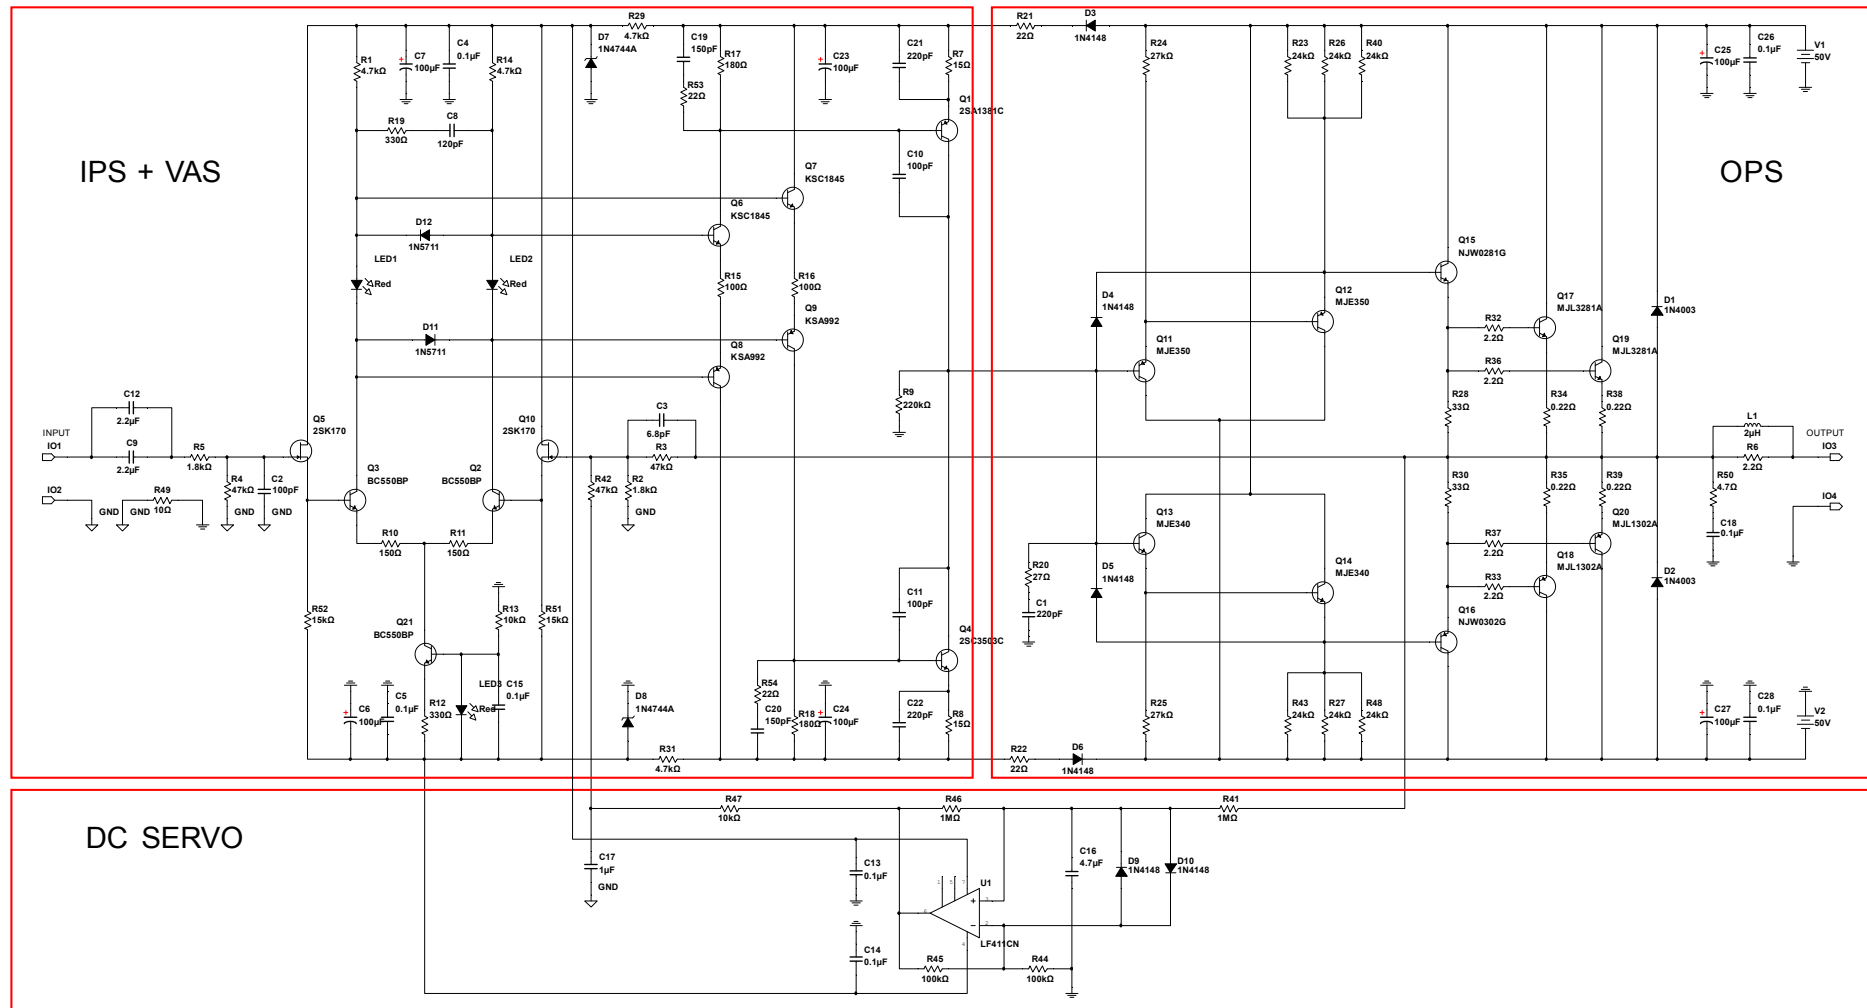 IPS + VAS
OPS
DC SERVO
R29
4.7kΩ
R21
22Ω
D3
1N4148
D7
1N4744A
C19
150pF
R17
180Ω
C23
100µF
C21
220pF
R7
15Ω
R1
4.7kΩ
C7
100µF
C4
0.1µF
R14
4.7kΩ
R53
22Ω
Q1
2SA1381C
R24
27kΩ
R23
24kΩ
R26
24kΩ
R40
24kΩ
C25
100µF
C26
0.1µF
V1
50V
R19
330Ω
C8
120pF
C10
100pF
Q7
KSC1845
Q6
KSC1845
D12
1N5711
LED1
Red
LED2
Red
R15
100Ω
R16
100Ω
Q9
KSA992
Q8
KSA992
D11
1N5711
Q15
NJW0281G
D4
1N4148
Q12
MJE350
Q11
MJE350
Q17
MJL3281A
D1
1N4003
R32
2.2Ω
Q19
MJL3281A
R36
2.2Ω
R9
220kΩ
R28
33Ω
R34
0.22Ω
R38
0.22Ω
L1
2µH
C12
2.2µF
INPUT
IO1
C9
2.2µF
R5
1.8kΩ
Q5
2SK170
Q10
2SK170
C3
6.8pF
R3
47kΩ
OUTPUT
IO3
R6
2.2Ω
IO2
GND
GND
R49
10Ω
R4
47kΩ
GND
C2
100pF
GND
Q3
BC550BP
Q2
BC550BP
R42
47kΩ
R2
1.8kΩ
GND
R30
33Ω
R35
0.22Ω
R39
0.22Ω
R50
4.7Ω
IO4
R10
150Ω
R11
150Ω
Q13
MJE340
Q20
MJL1302A
C18
0.1µF
R37
2.2Ω
Q18
MJL1302A
R20
27Ω
D5
1N4148
Q14
MJE340
D2
1N4003
R33
2.2Ω
C1
220pF
C11
100pF
R52
15kΩ
R13
10kΩ
R51
15kΩ
Q21
BC550BP
Q4
2SC3503C
Q16
NJW0302G
C6
100µF
C5
0.1µF
R12
330Ω
LED3
Red
C15
0.1µF
D8
1N4744A
R54
22Ω
C20
150pF
R18
180Ω
C24
100µF
C22
220pF
R8
15Ω
R25
27kΩ
R43
24kΩ
R27
24kΩ
R48
24kΩ
C27
100µF
C28
0.1µF
V2
50V
R31
4.7kΩ
R22
22Ω
D6
1N4148
R47
10kΩ
R46
1MΩ
R41
1MΩ
C17
1µF
GND
C13
0.1µF
C16
4.7µF
D9
1N4148
D10
1N4148
U1
1
5
7
3
2
6
4
+
−
LF411CN
C14
0.1µF
R45
100kΩ
R44
100kΩ